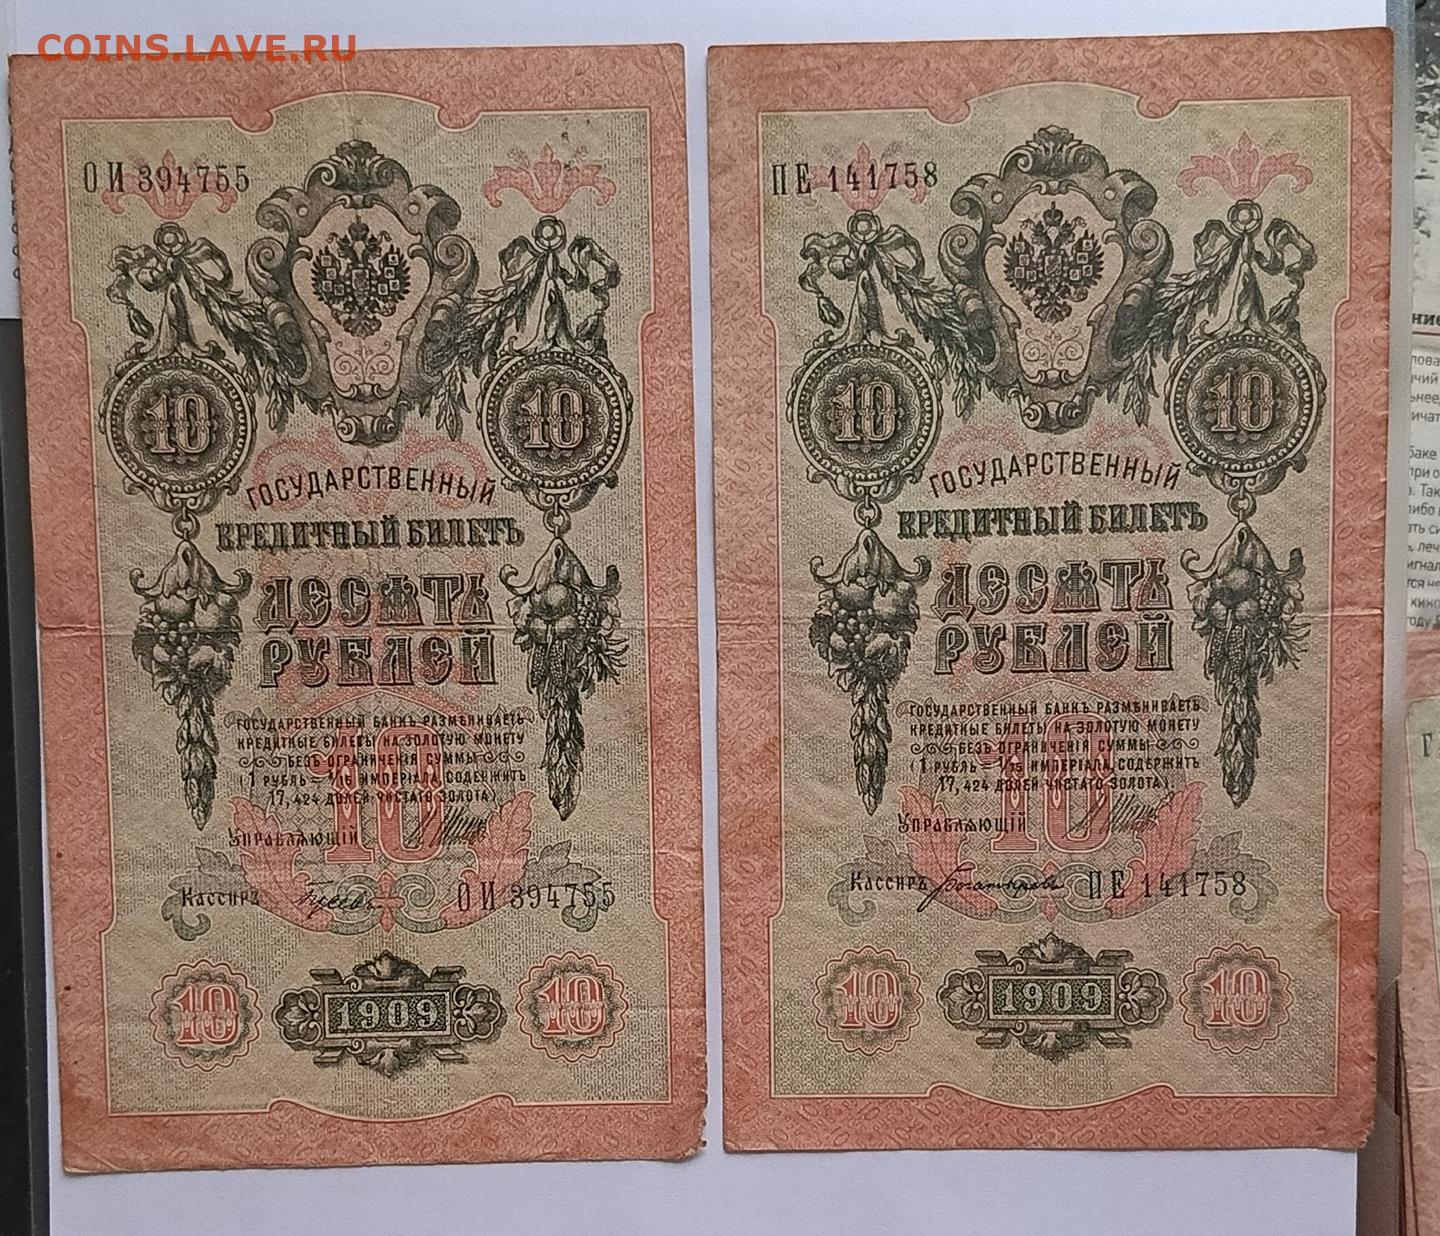 COINS.LAVE.RU
ОИ 394755
10
10
ГОСУДАРСТВЕННЫЙ
КРЕДИТНЫЙ БИЛЕТЪ
ДЕСЯТЬ
РУБЛЕЙ
ГОСУДАРСТВЕННЫЙ БАНКЪ РАЗМѢНИВАЕТЪ
КРЕДИТНЫЕ БИЛЕТЫ НА ЗОЛОТУЮ МОНЕТУ
БЕЗЪ ОГРАНИЧЕНІЯ СУММЫ
(1 РУБЛЬ = 1/15 ИМПЕРІАЛА, СОДЕРЖИТЪ
17,424 ДОЛЕЙ ЧИСТАГО ЗОЛОТА).
10
УПРАВЛЯЮЩІЙ
КАССИРЪ Гусевъ ОИ 394755
10
1909
10
ПЕ 141758
10
10
ГОСУДАРСТВЕННЫЙ
КРЕДИТНЫЙ БИЛЕТЪ
ДЕСЯТЬ
РУБЛЕЙ
ГОСУДАРСТВЕННЫЙ БАНКЪ РАЗМѢНИВАЕТЪ
КРЕДИТНЫЕ БИЛЕТЫ НА ЗОЛОТУЮ МОНЕТУ
БЕЗЪ ОГРАНИЧЕНІЯ СУММЫ
(1 РУБЛЬ = 1/15 ИМПЕРІАЛА, СОДЕРЖИТЪ
17,424 ДОЛЕЙ ЧИСТАГО ЗОЛОТА).
10
УПРАВЛЯЮЩІЙ
КАССИРЪ Богатыревъ ПЕ 141758
10
1909
10